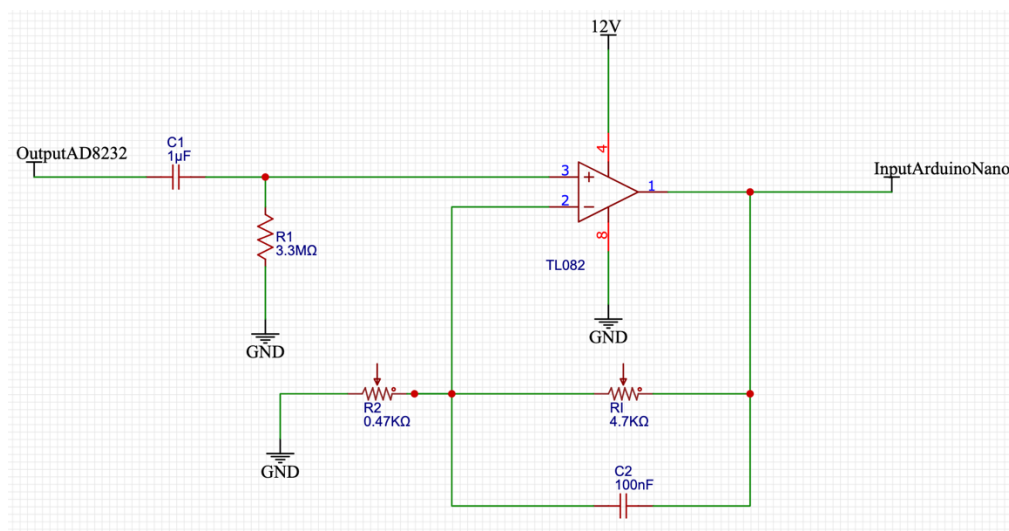 12V
C1
1µF
OutputAD8232
4
3
+
1
InputArduinoNano
2
−
8
R1
3.3MΩ
TL082
GND
GND
R2
0.47KΩ
RI
4.7KΩ
GND
C2
100nF